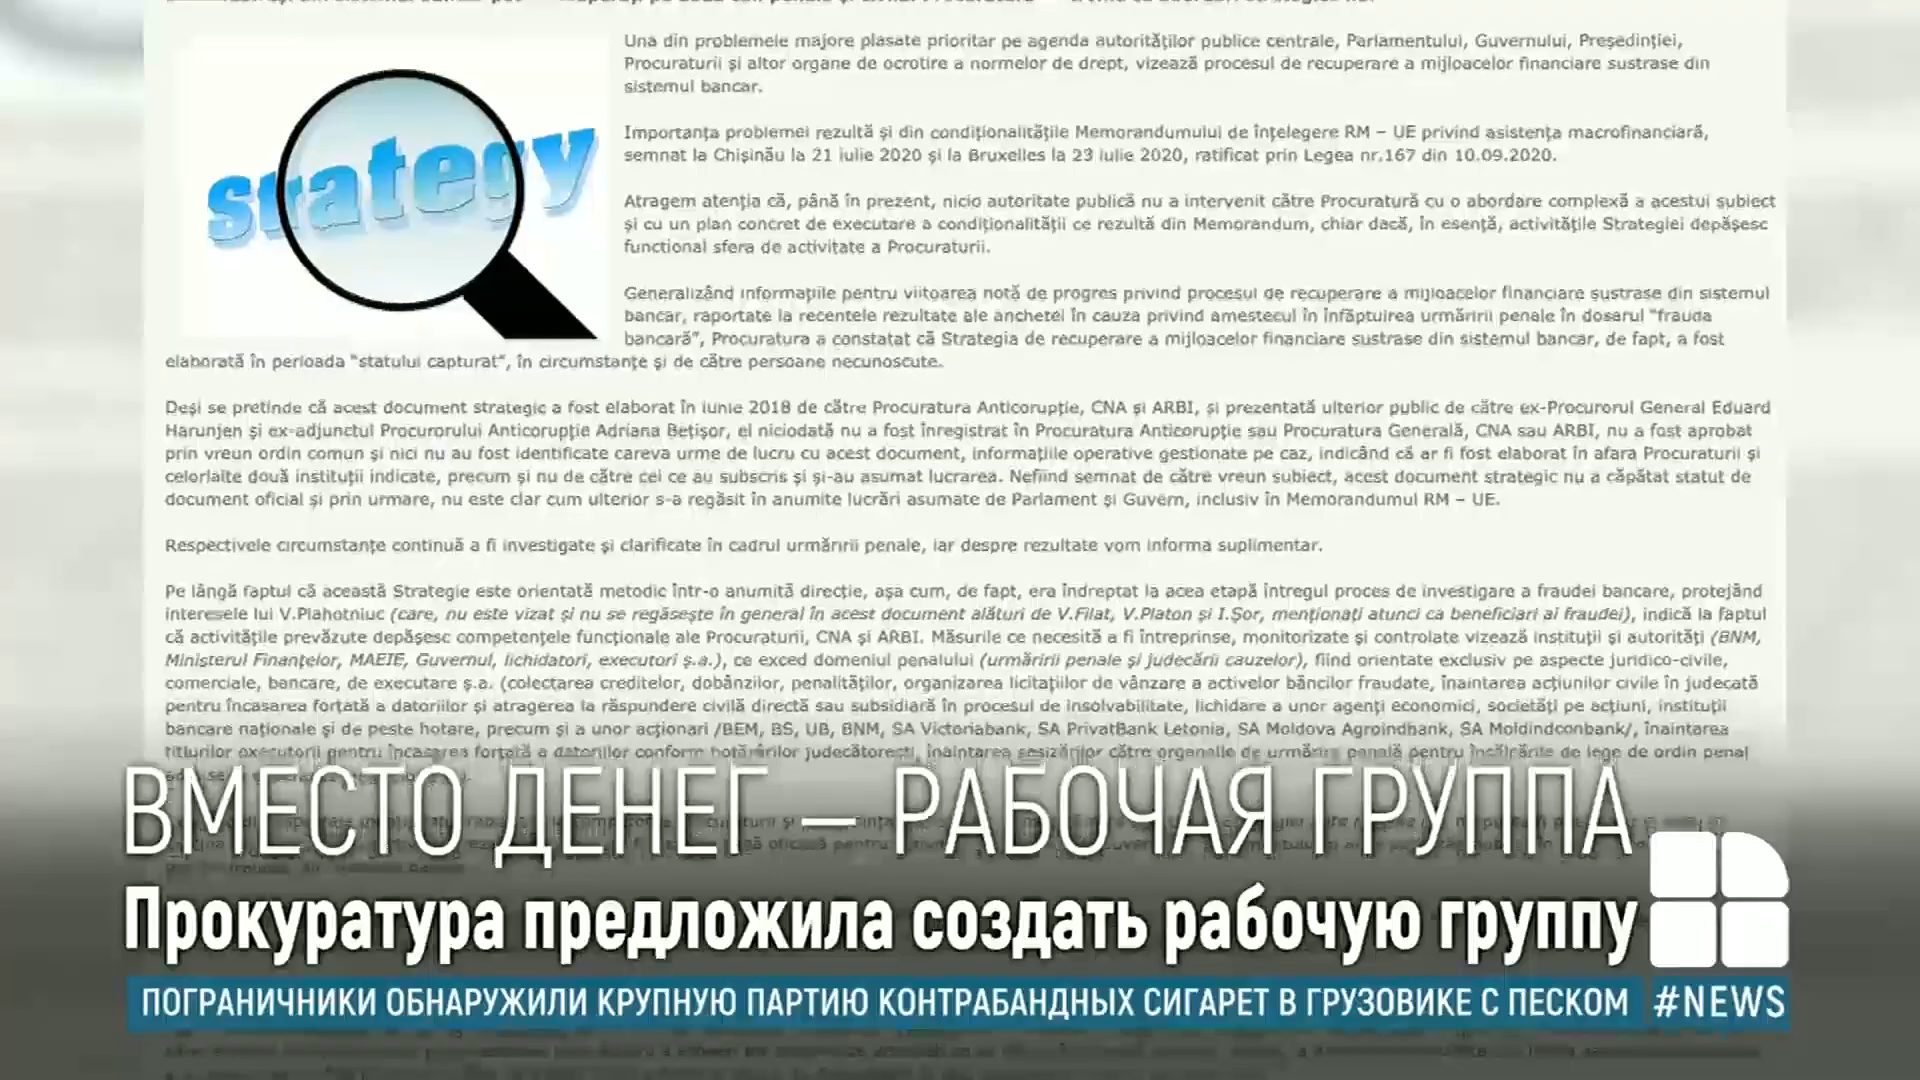 Una din problemele majore plasate prioritar pe agenda autorităților publice centrale, Parlamentului, Guvernului, Președinției,
Procuraturii și altor organe de ocrotire a normelor de drept, vizează procesul de recuperare a mijloacelor financiare sustrase din
sistemul bancar.
Importanța problemei rezultă și din condiționalitățile Memorandumului de înțelegere RM – UE privind asistența macrofinanciară,
semnat la Chișinău la 21 iulie 2020 și la Bruxelles la 23 iulie 2020, ratificat prin Legea nr.167 din 10.09.2020.
strategy
Atragem atenția că, până în prezent, nicio autoritate publică nu a intervenit către Procuratură cu o abordare complexă a acestui subiect
și cu un plan concret de executare a condiționalității ce rezultă din Memorandum, chiar dacă, în esență, activitățile Strategiei depășesc
functional sfera de activitate a Procuraturii.
Generalizând informațiile pentru viitoarea notă de progres privind procesul de recuperare a mijloacelor financiare sustrase din sistemul
bancar, raportate la recentele rezultate ale anchetei în cauza privind amestecul în înfăptuirea urmăririi penale în dosarul "frauda
bancară", Procuratura a constatat că Strategia de recuperare a mijloacelor financiare sustrase din sistemul bancar, de fapt, a fost
elaborată în perioada "statului capturat", în circumstanțe și de către persoane necunoscute.
Deși se pretinde că acest document strategic a fost elaborat în iunie 2018 de către Procuratura Anticorupție, CNA și ARBI, și prezentată ulterior public de către ex-Procurorul General Eduard
Harunjen și ex-adjunctul Procurorului Anticorupție Adriana Bețișor, el niciodată nu a fost înregistrat în Procuratura Anticorupție sau Procuratura Generală, CNA sau ARBI, nu a fost aprobat
prin vreun ordin comun și nici nu au fost identificate careva urme de lucru cu acest document, informațiile operative gestionate pe caz, indicând că ar fi fost elaborat în afara Procuraturii și
celorlalte două instituții indicate, precum și nu de către cei ce au subscris și și-au asumat lucrarea. Nefiind semnat de către vreun subiect, acest document strategic nu a căpătat statut de
document oficial și prin urmare, nu este clar cum ulterior s-a regăsit în anumite lucrări asumate de Parlament și Guvern, inclusiv în Memorandumul RM – UE.
Respectivele circumstanțe continuă a fi investigate și clarificate în cadrul urmăririi penale, iar despre rezultate vom informa suplimentar.
Pe lângă faptul că această Strategie este orientată metodic într-o anumită direcție, așa cum, de fapt, era îndreptat la acea etapă întregul proces de investigare a fraudei bancare, protejând
interesele lui V.Plahotniuc (care, nu este vizat și nu se regăsește în general în acest document alături de V.Filat, V.Platon și I.Șor, menționați atunci ca beneficiari ai fraudei), indică la faptul
că activitățile prevăzute depășesc competențele funcționale ale Procuraturii, CNA și ARBI. Măsurile ce necesită a fi întreprinse, monitorizate și controlate vizează instituții și autorități (BNM,
Ministerul Finanțelor, MAEIE, Guvernul, lichidatori, executori ș.a.), ce exced domeniul penalului (urmăririi penale și judecării cauzelor), fiind orientate exclusiv pe aspecte juridico-civile,
comerciale, bancare, de executare ș.a. (colectarea creditelor, dobânzilor, penalităților, organizarea licitațiilor de vânzare a activelor băncilor fraudate, înaintarea acțiunilor civile în judecată
pentru încasarea forțată a datoriilor și atragerea la răspundere civilă directă sau subsidiară în procesul de insolvabilitate, lichidare a unor agenți economici, societăți pe acțiuni, instituții
bancare naționale și de peste hotare, precum și a unor acționari /BEM, BS, UB, BNM, SA Victoriabank, SA PrivatBank Letonia, SA Moldova Agroindbank, SA Moldindconbank/, înaintarea
titlurilor executorii pentru încasarea forțată a datoriilor conform hotărârilor judecătorești, înaintarea sesizărilor către organele de urmărire penală pentru încălcările de lege de ordin penal
ВМЕСТО ДЕНЕГ – РАБОЧАЯ ГРУППА
Прокуратура предложила создать рабочую группу
ПОГРАНИЧНИКИ ОБНАРУЖИЛИ КРУПНУЮ ПАРТИЮ КОНТРАБАНДНЫХ СИГАРЕТ В ГРУЗОВИКЕ С ПЕСКОМ #NEWS